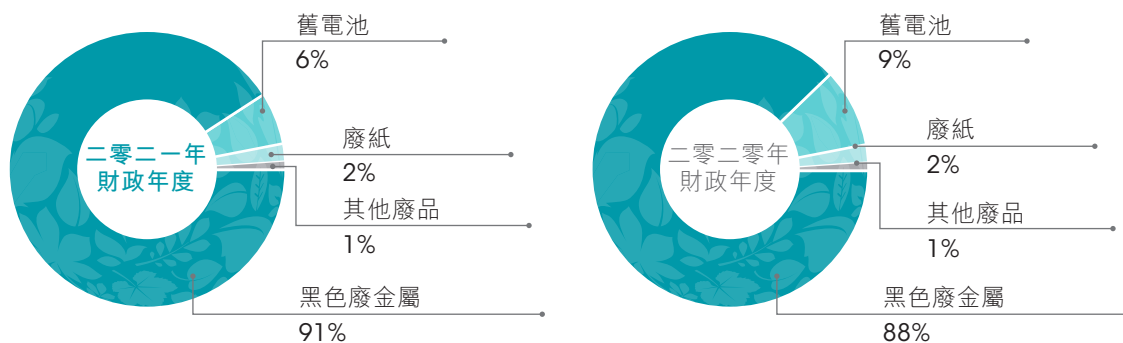 舊電池
6%
廢紙
2%
其他廢品
1%
黑色廢金屬
91%
二零二一年
財政年度
舊電池
9%
廢紙
2%
其他廢品
1%
黑色廢金屬
88%
二零二零年
財政年度